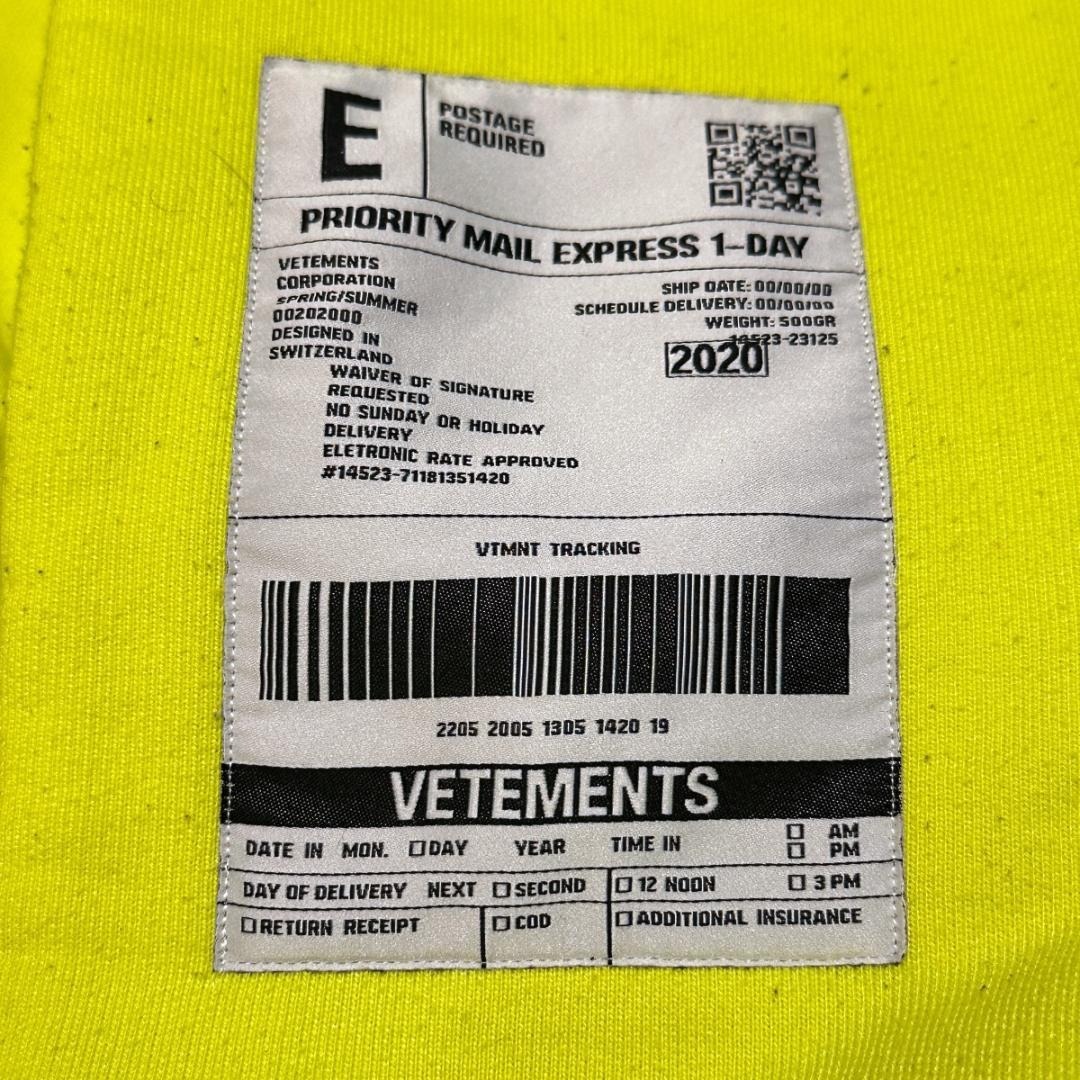 E
POSTAGE
REQUIRED
PRIORITY MAIL EXPRESS 1-DAY
VETEMENTS
CORPORATION
SPRING/SUMMER
00202000
DESIGNED IN
SWITZERLAND
SHIP DATE: 00/00/00
SCHEDULE DELIVERY: 00/00/00
WEIGHT: 500GR
14523-23125
2020
WAIVER OF SIGNATURE
REQUESTED
NO SUNDAY OR HOLIDAY
DELIVERY
ELETRONIC RATE APPROVED
#14523-71181351420
VTMNT TRACKING
2205 2005 1305 1420 19
VETEMENTS
DATE IN MON. DAY YEAR TIME IN AM
PM
DAY OF DELIVERY NEXT SECOND 12 NOON 3 PM
RETURN RECEIPT COD ADDITIONAL INSURANCE